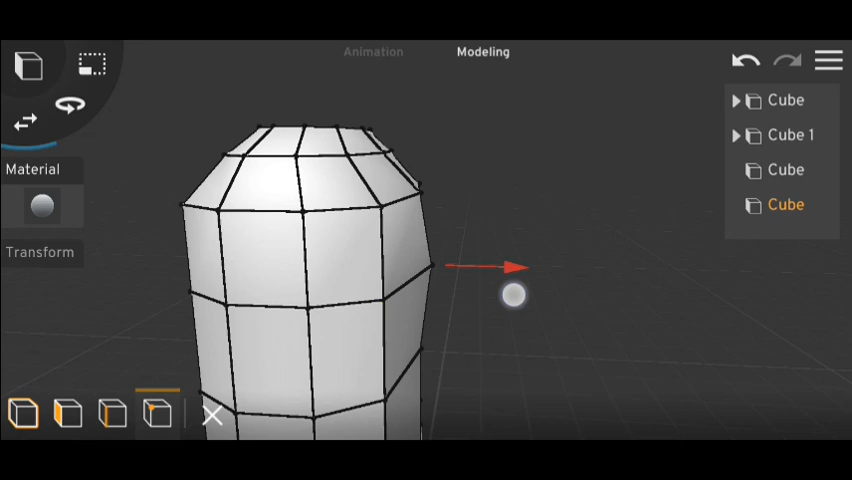 Animation
Modeling
Cube
Cube 1
Cube
Cube
Material
Transform